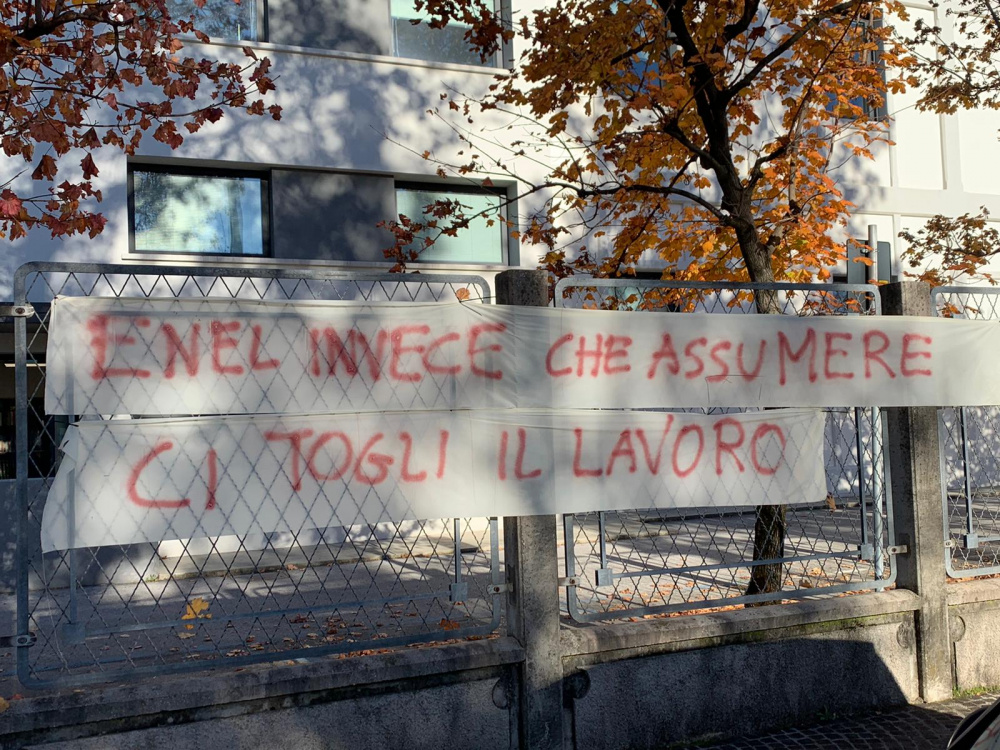 ENEL INVECE CHE ASSUMERE
CI TOGLI IL LAVORO